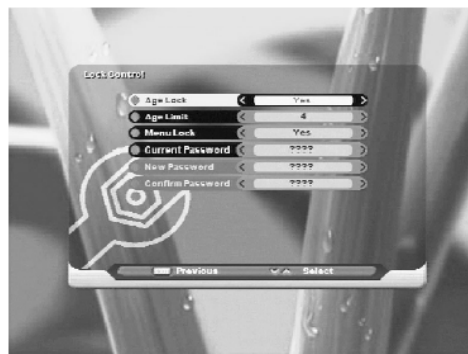 Lock Control
Age Lock Yes
Age Limit 4
Menu Lock Yes
Current Password ????
New Password ????
Confirm Password ????
Previous Select